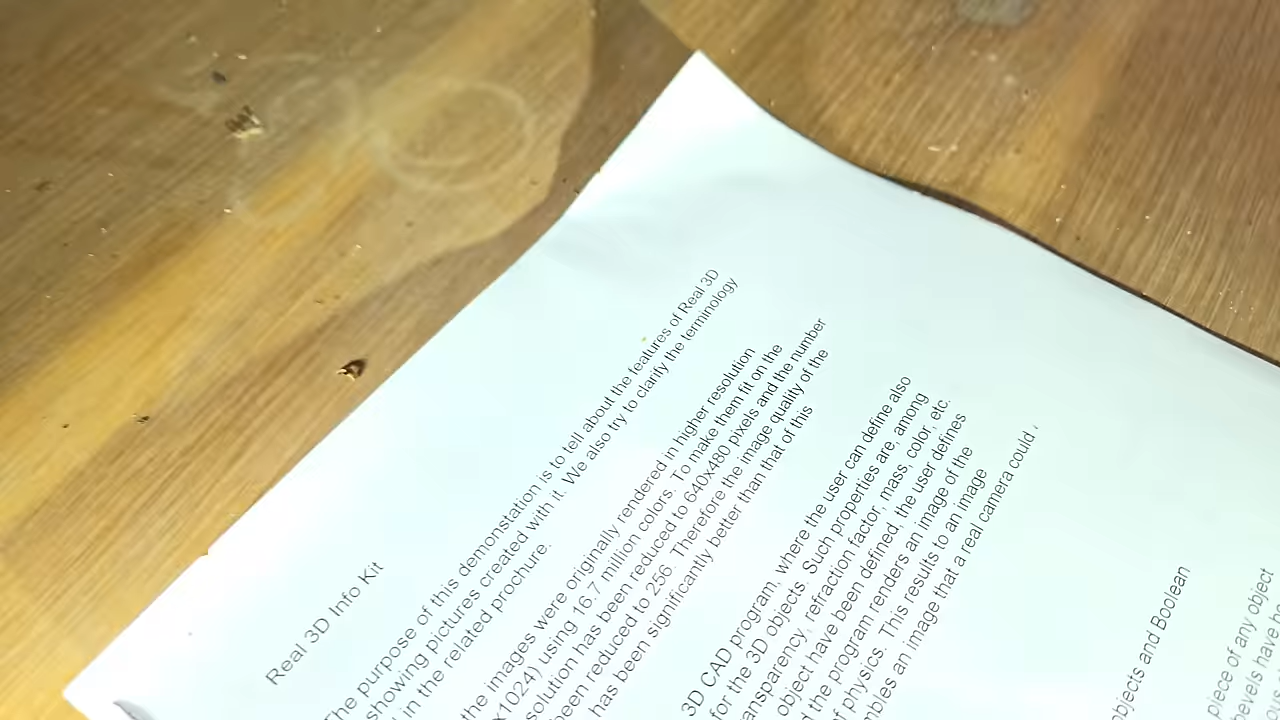 Real 3D Info Kit
The purpose of this demonstation is to tell about the features of Real 3D
showing pictures created with it. We also try to clarify the terminology
in the related prochure.
the images were originally rendered in higher resolution
x1024) using 16.7 million colors. To make them fit on the
solution has been reduced to 640x480 pixels and the number
been reduced to 256. Therefore the image quality of the
has been significantly better than that of this
3D CAD program, where the user can define also
for the 3D objects. Such properties are, among
ansparency, refraction factor, mass, color, etc.
object have been defined, the user defines
d the program renders an image of the
of physics. This results to an image
mbles an image that a real camera could
bjects and Boolean
piece of any object
evels have